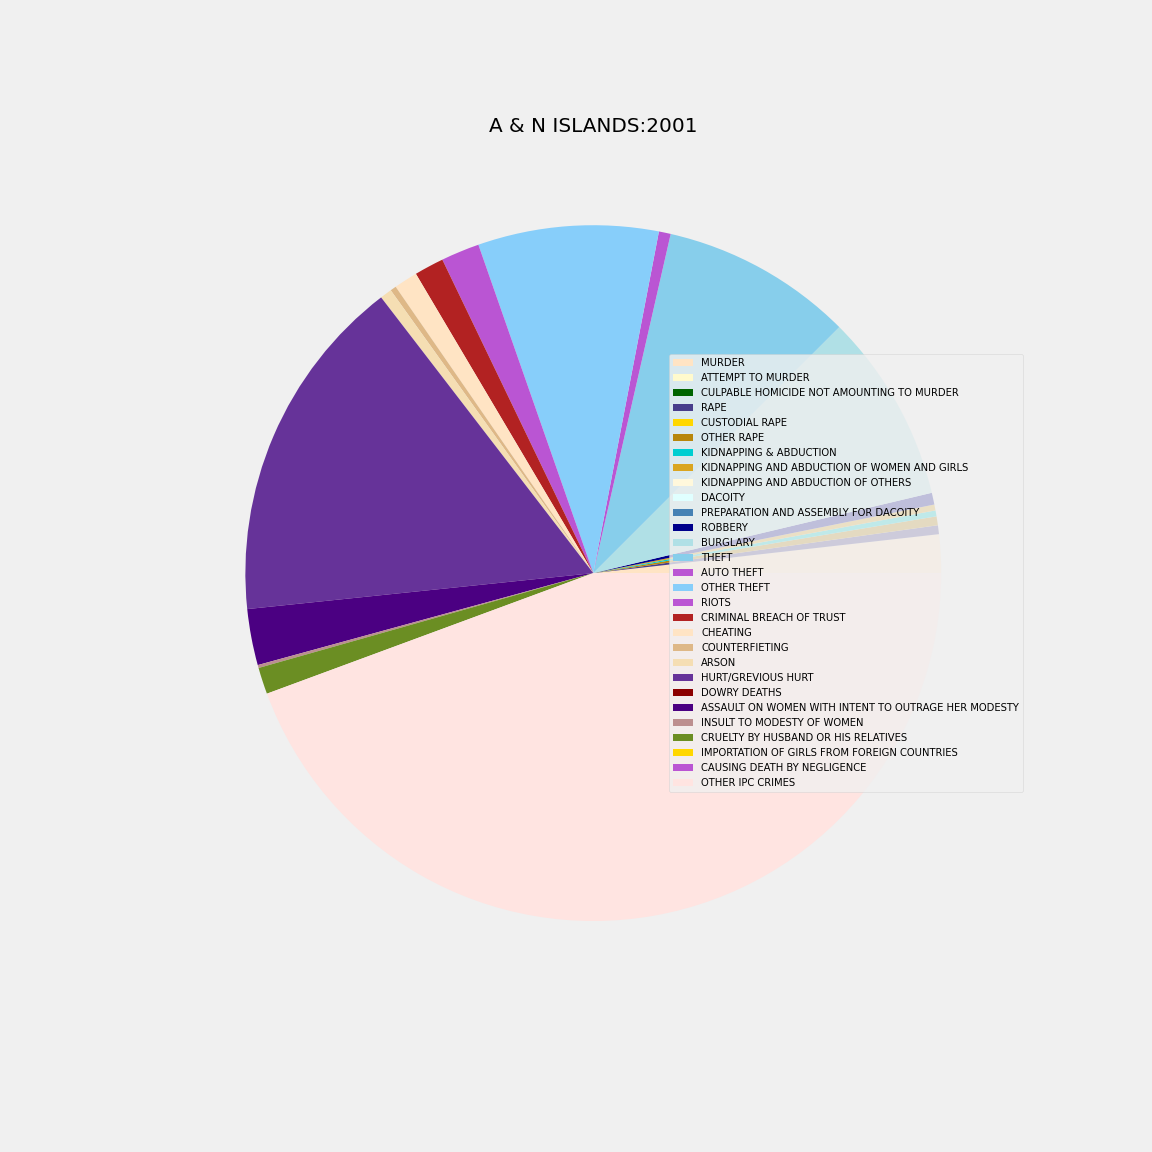 A & N ISLANDS:2001
MURDER
ATTEMPT TO MURDER
CULPABLE HOMICIDE NOT AMOUNTING TO MURDER
RAPE
CUSTODIAL RAPE
OTHER RAPE
KIDNAPPING & ABDUCTION
KIDNAPPING AND ABDUCTION OF WOMEN AND GIRLS
KIDNAPPING AND ABDUCTION OF OTHERS
DACOITY
PREPARATION AND ASSEMBLY FOR DACOITY
ROBBERY
BURGLARY
THEFT
AUTO THEFT
OTHER THEFT
RIOTS
CRIMINAL BREACH OF TRUST
CHEATING
COUNTERFIETING
ARSON
HURT/GREVIOUS HURT
DOWRY DEATHS
ASSAULT ON WOMEN WITH INTENT TO OUTRAGE HER MODESTY
INSULT TO MODESTY OF WOMEN
CRUELTY BY HUSBAND OR HIS RELATIVES
IMPORTATION OF GIRLS FROM FOREIGN COUNTRIES
CAUSING DEATH BY NEGLIGENCE
OTHER IPC CRIMES